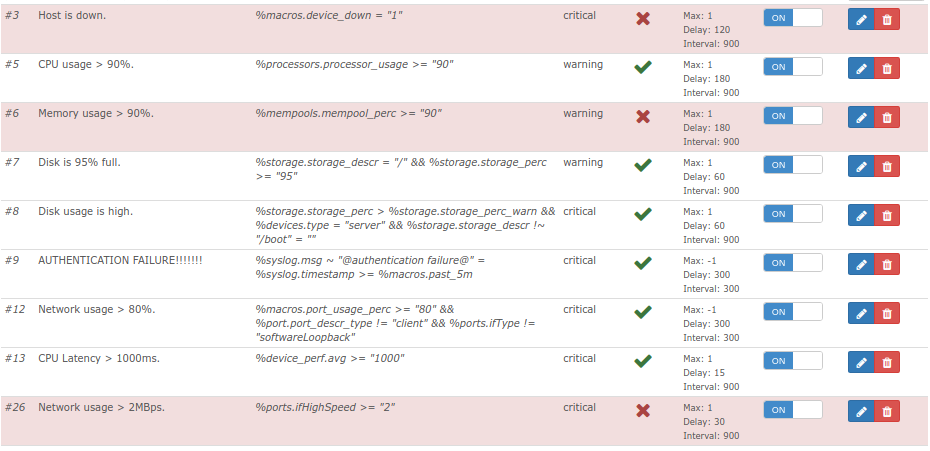 #3 Host is down. %macros.device_down = "1" critical Max: 1 ON
Delay: 120
Interval: 900
#5 CPU usage > 90%. %processors.processor_usage >= "90" warning Max: 1 ON
Delay: 180
Interval: 900
#6 Memory usage > 90%. %mempools.mempool_perc >= "90" warning Max: 1 ON
Delay: 180
Interval: 900
#7 Disk is 95% full. %storage.storage_descr = "/" && %storage.storage_perc warning Max: 1 ON
>= "95" Delay: 60
Interval: 900
#8 Disk usage is high. %storage.storage_perc > %storage.storage_perc_warn && critical Max: 1 ON
%devices.type = "server" && %storage.storage_descr !~ Delay: 60
"/boot" = "" Interval: 900
#9 AUTHENTICATION FAILURE!!!!!!! %syslog.msg ~ "@authentication failure@" = critical Max: -1 ON
%syslog.timestamp >= %macros.past_5m Delay: 300
Interval: 300
#12 Network usage > 80%. %macros.port_usage_perc >= "80" && critical Max: -1 ON
%port.port_descr_type != "client" && %ports.ifType != Delay: 300
"softwareLoopback" Interval: 300
#13 CPU Latency > 1000ms. %device_perf.avg >= "1000" critical Max: 1 ON
Delay: 15
Interval: 900
#26 Network usage > 2MBps. %ports.ifHighSpeed >= "2" critical Max: 1 ON
Delay: 30
Interval: 900